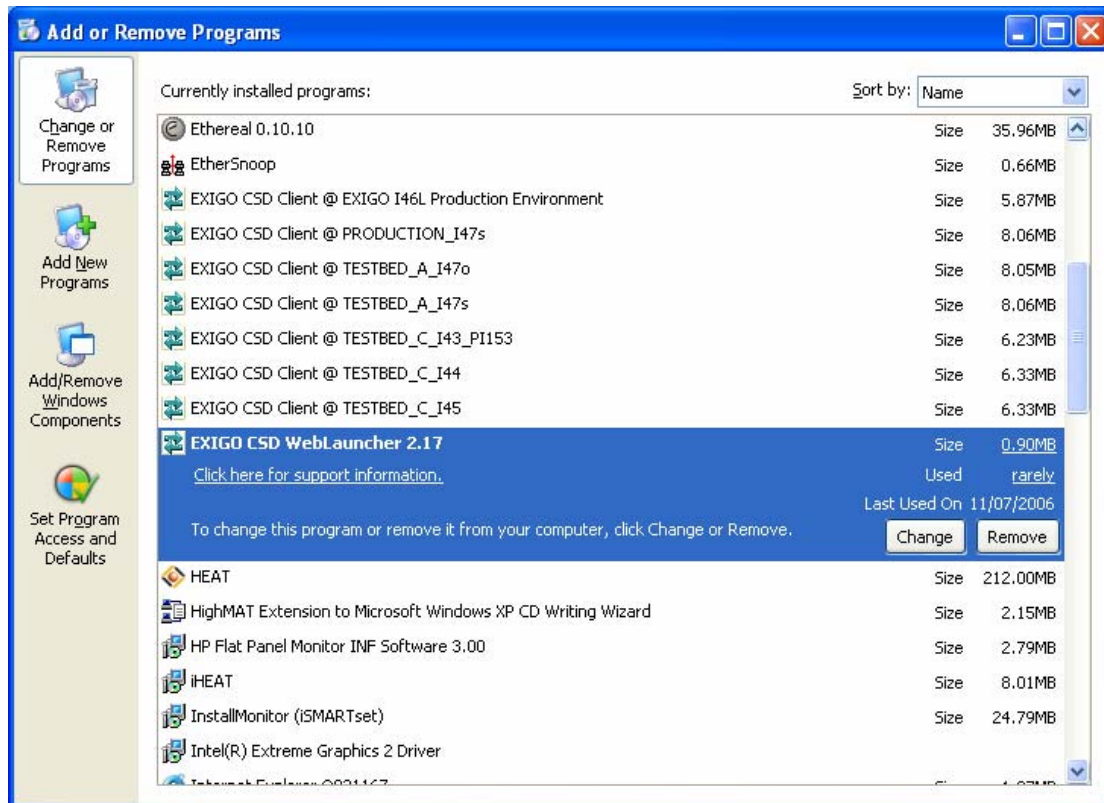 Add or Remove Programs
Change or
Remove
Programs
Add New
Programs
Add/Remove
Windows
Components
Set Program
Access and
Defaults
Currently installed programs:
Sort by: Name
Ethereal 0.10.10 Size 35.96MB
EtherSnoop Size 0.66MB
EXIGO CSD Client @ EXIGO I46L Production Environment Size 5.87MB
EXIGO CSD Client @ PRODUCTION_I47s Size 8.06MB
EXIGO CSD Client @ TESTBED_A_I47o Size 8.05MB
EXIGO CSD Client @ TESTBED_A_I47s Size 8.06MB
EXIGO CSD Client @ TESTBED_C_I43_PI153 Size 6.23MB
EXIGO CSD Client @ TESTBED_C_I44 Size 6.33MB
EXIGO CSD Client @ TESTBED_C_I45 Size 6.33MB
EXIGO CSD WebLauncher 2.17 Size 0.90MB
Click here for support information. Used rarely
Last Used On 11/07/2006
To change this program or remove it from your computer, click Change or Remove. Change Remove
HEAT Size 212.00MB
HighMAT Extension to Microsoft Windows XP CD Writing Wizard Size 2.15MB
HP Flat Panel Monitor INF Software 3.00 Size 2.79MB
iHEAT Size 8.01MB
InstallMonitor (iSMARTset) Size 24.79MB
Intel(R) Extreme Graphics 2 Driver
Internet Explorer